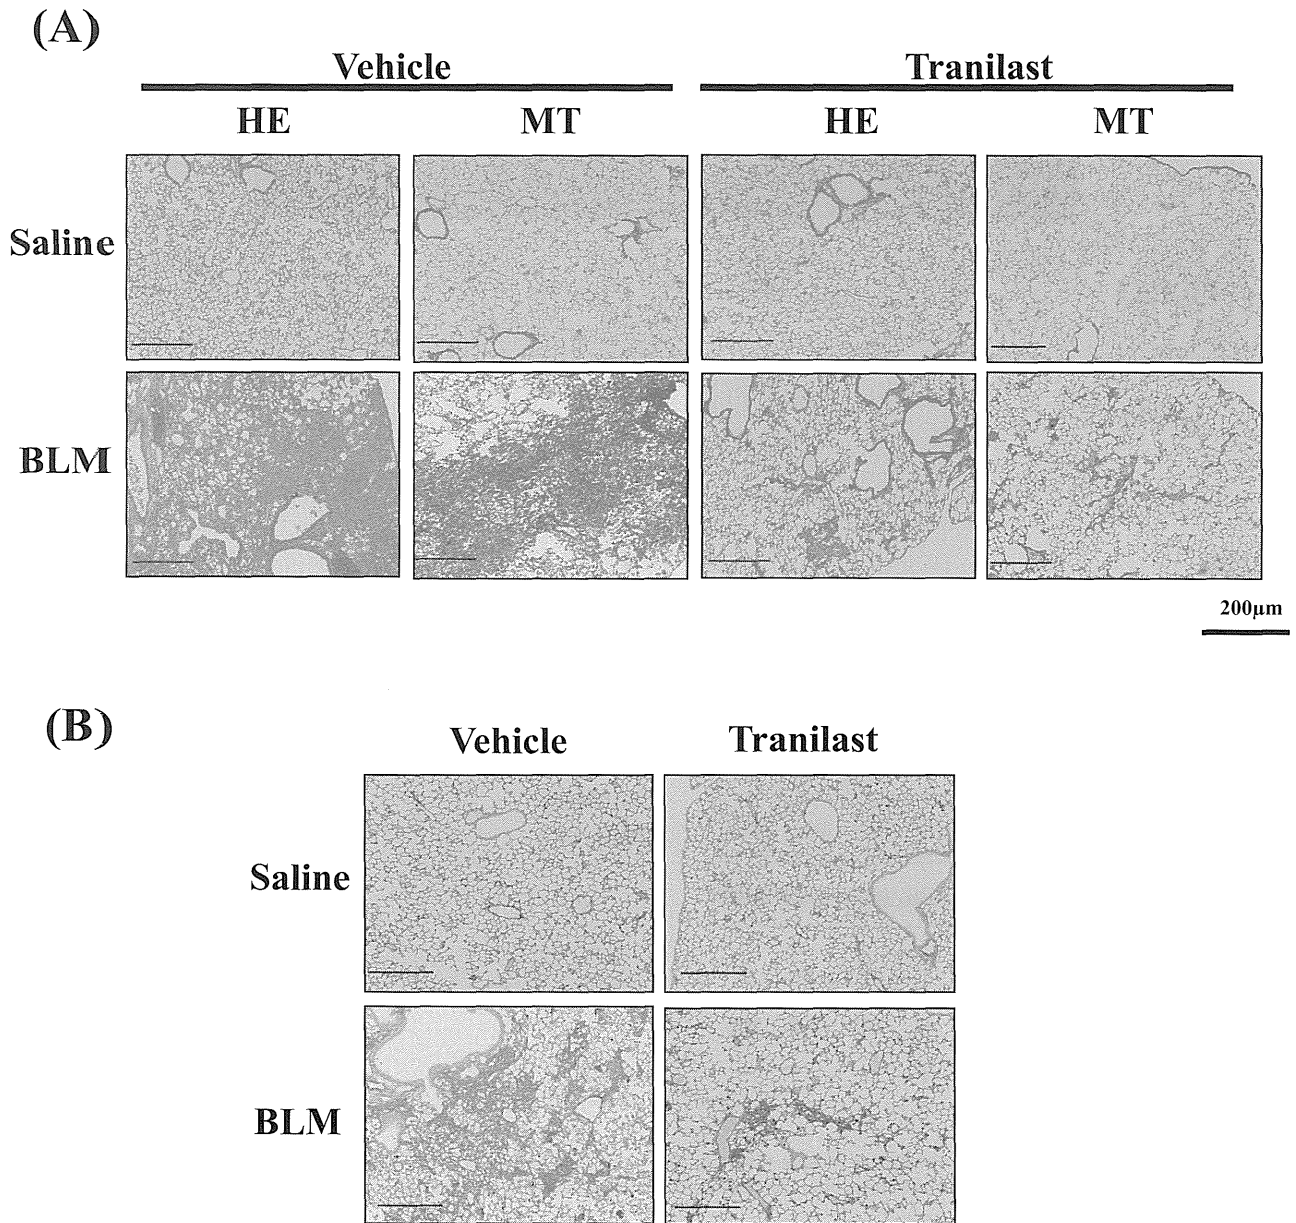 (A)
Vehicle Tranilast
HE MT HE MT
Saline
BLM
200µm
(B)
Vehicle Tranilast
Saline
BLM